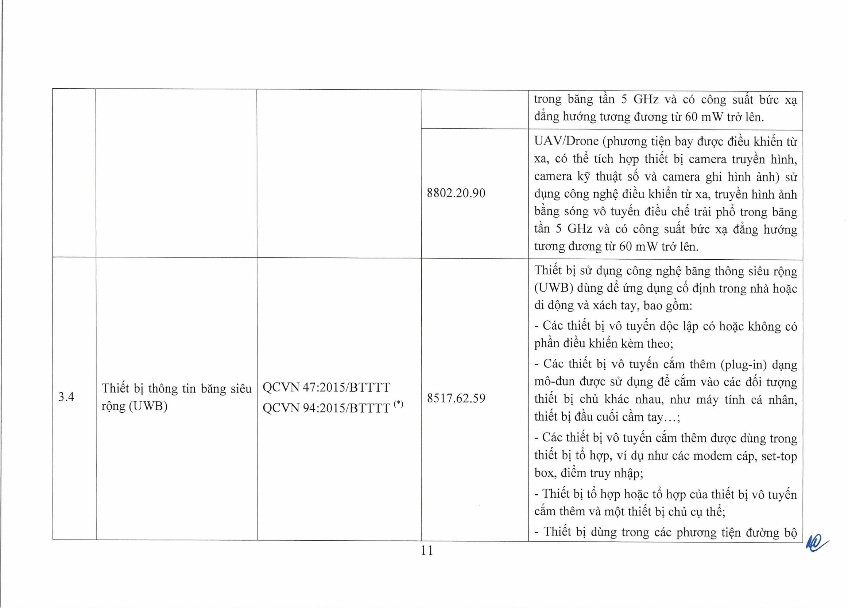 trong băng tần 5 GHz và có công suất bức xạ
đẳng hướng tương đương từ 60 mW trở lên.
8802.20.90
UAV/Drone (phương tiện bay được điều khiển từ
xa, có thể tích hợp thiết bị camera truyền hình,
camera kỹ thuật số và camera ghi hình ảnh) sử
dụng công nghệ điều khiển từ xa, truyền hình ảnh
bằng sóng vô tuyến điều chế trải phổ trong băng
tần 5 GHz và có công suất bức xạ đẳng hướng
tương đương từ 60 mW trở lên.
3.4
Thiết bị thông tin băng siêu
rộng (UWB)
QCVN 47:2015/BTTTT
QCVN 94:2015/BTTTT (*)
8517.62.59
Thiết bị sử dụng công nghệ băng thông siêu rộng
(UWB) dùng để ứng dụng cố định trong nhà hoặc
di động và xách tay, bao gồm:
- Các thiết bị vô tuyến độc lập có hoặc không có
phần điều khiển kèm theo;
- Các thiết bị vô tuyến cắm thêm (plug-in) dạng
mô-đun được sử dụng để cắm vào các đối tượng
thiết bị chủ khác nhau, như máy tính cá nhân,
thiết bị đầu cuối cầm tay…;
- Các thiết bị vô tuyến cắm thêm được dùng trong
thiết bị tổ hợp, ví dụ như các modem cáp, set-top
box, điểm truy nhập;
- Thiết bị tổ hợp hoặc tổ hợp của thiết bị vô tuyến
cắm thêm và một thiết bị chủ cụ thể;
- Thiết bị dùng trong các phương tiện đường bộ
11